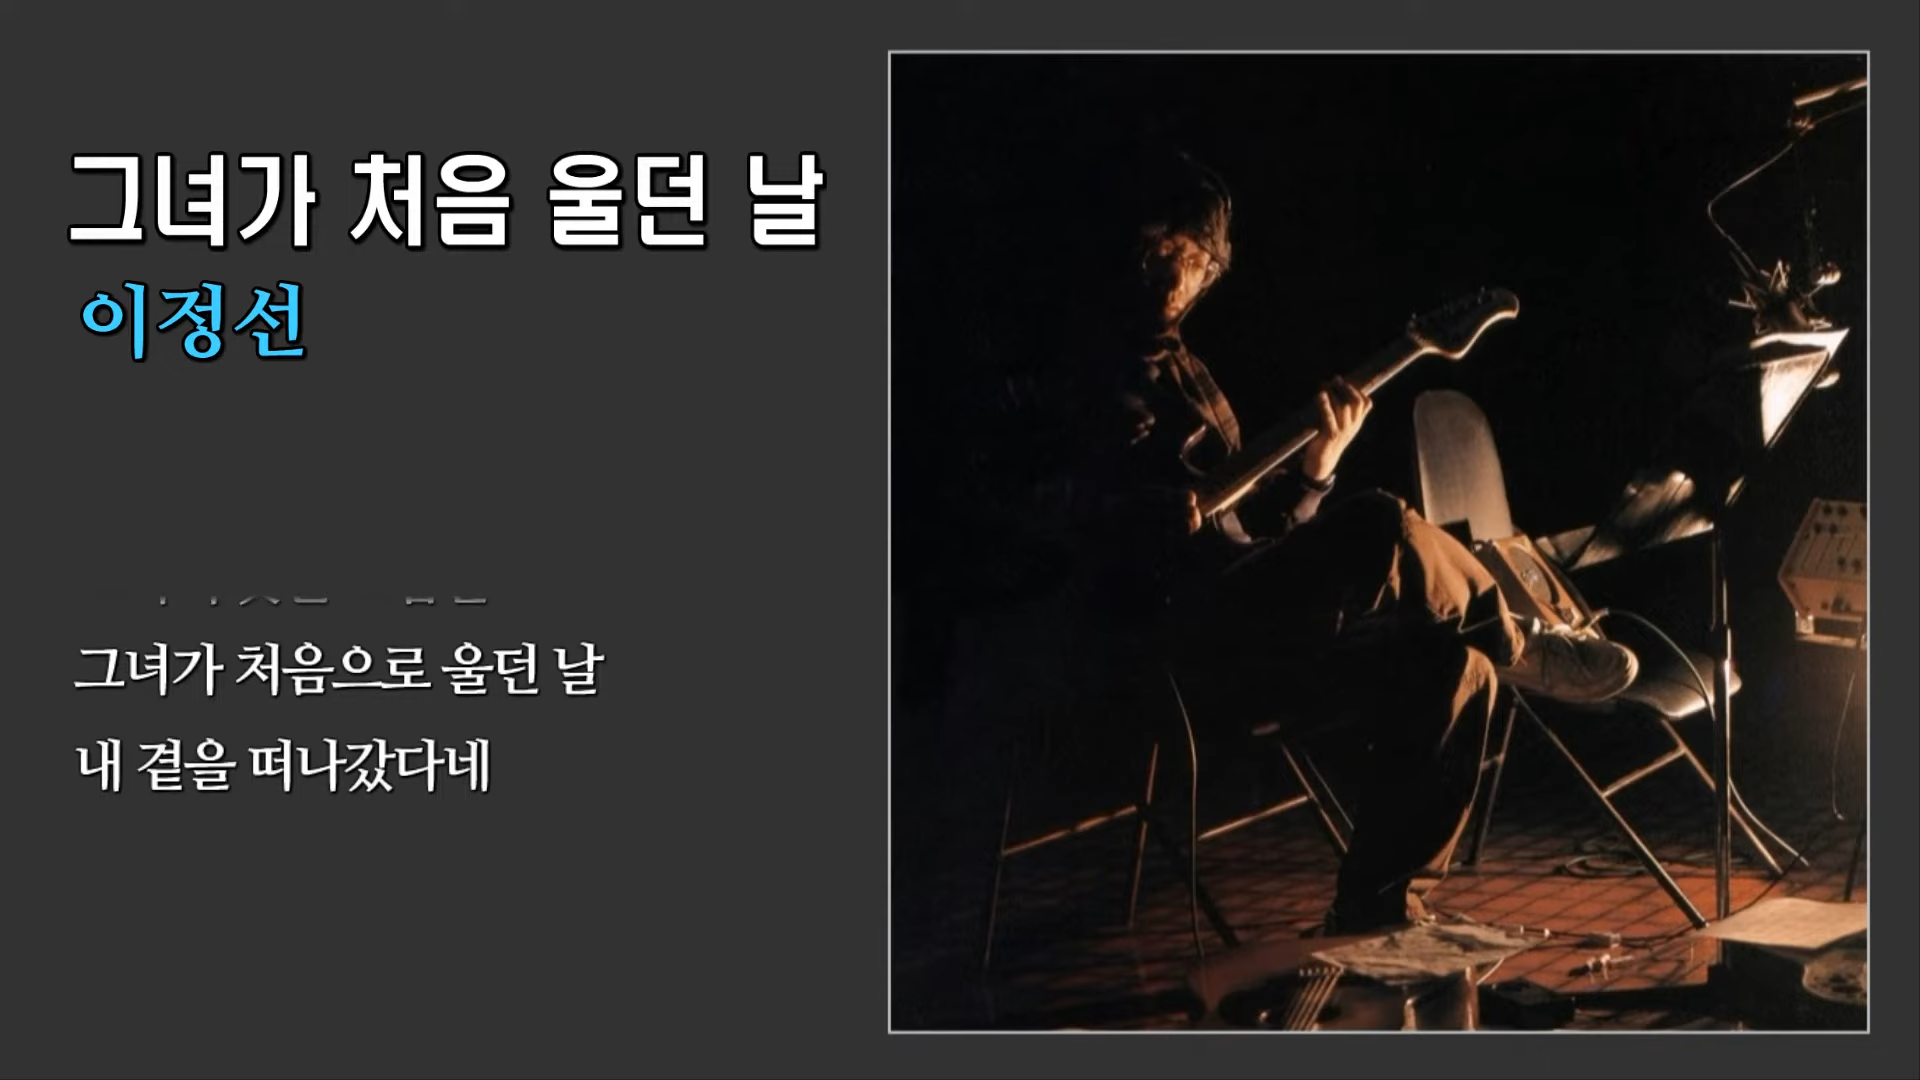 그녀가 처음 울던 날
이정선
그녀가 처음으로 울던 날
내 곁을 떠나갔다네